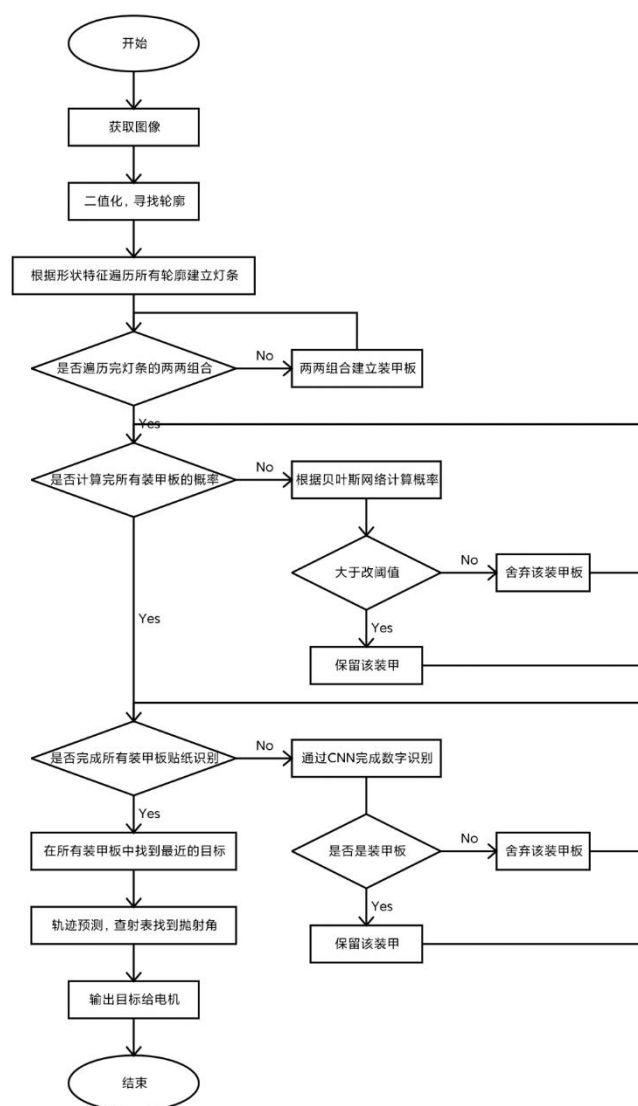 开始
获取图像
二值化，寻找轮廓
根据形状特征遍历所有轮廓建立灯条
是否遍历完灯条的两两组合
No
两两组合建立装甲板
Yes
是否计算完所有装甲板的概率
No
根据贝叶斯网络计算概率
大于改阈值
No
舍弃该装甲板
Yes
Yes
保留该装甲
是否完成所有装甲板贴纸识别
No
通过CNN完成数字识别
Yes
在所有装甲板中找到最近的目标
是否是装甲板
No
舍弃该装甲板
Yes
轨迹预测，查射表找到抛射角
保留该装甲
输出目标给电机
结束